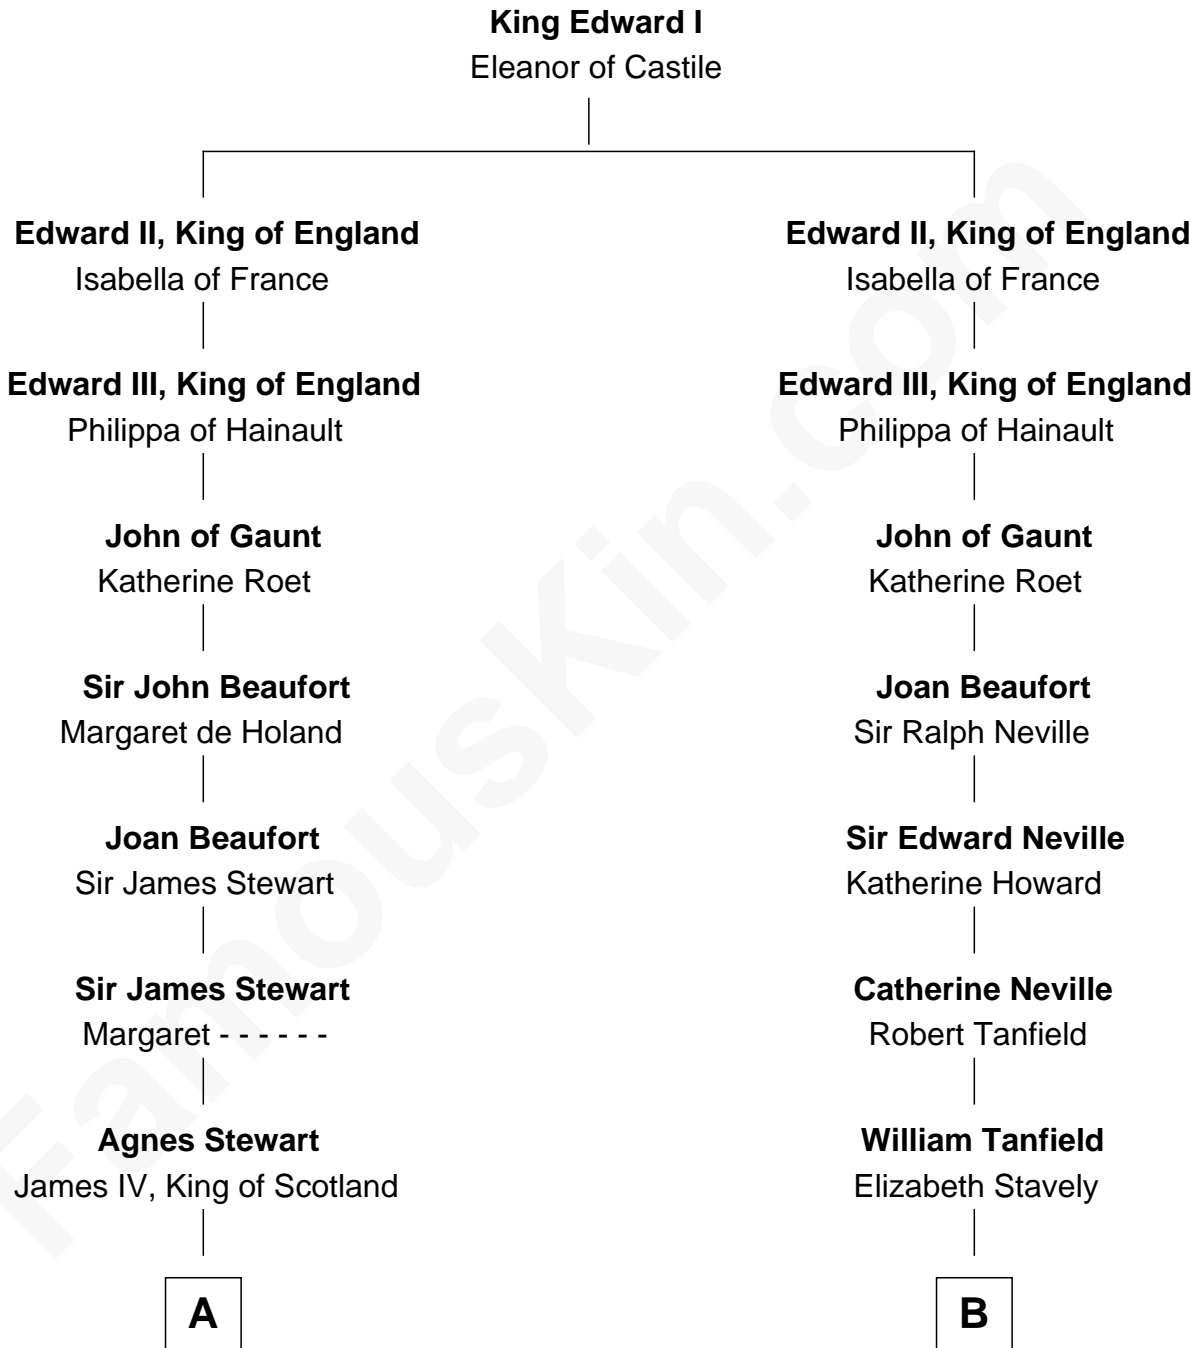 King Edward I
Eleanor of Castile
Edward II, King of England
Isabella of France
Edward III, King of England
Philippa of Hainault
John of Gaunt
Katherine Roet
Sir John Beaufort
Margaret de Holand
Joan Beaufort
Sir James Stewart
Sir James Stewart
Margaret - - - - - -
Agnes Stewart
James IV, King of Scotland
A
Edward II, King of England
Isabella of France
Edward III, King of England
Philippa of Hainault
John of Gaunt
Katherine Roet
Joan Beaufort
Sir Ralph Neville
Sir Edward Neville
Katherine Howard
Catherine Neville
Robert Tanfield
William Tanfield
Elizabeth Stavely
B
FamousKin.com